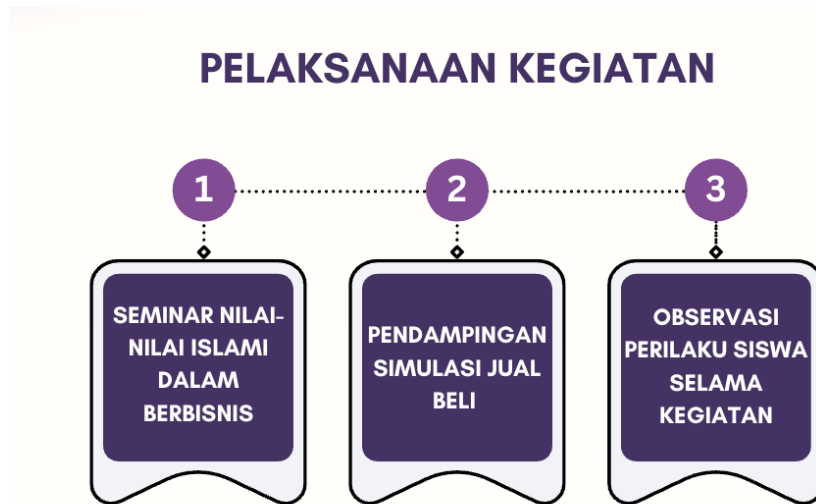 PELAKSANAAN KEGIATAN
1
2
3
SEMINAR NILAI-
NILAI ISLAMI
DALAM
BERBISNIS
PENDAMPINGAN
SIMULASI JUAL
BELI
OBSERVASI
PERILAKU SISWA
SELAMA
KEGIATAN